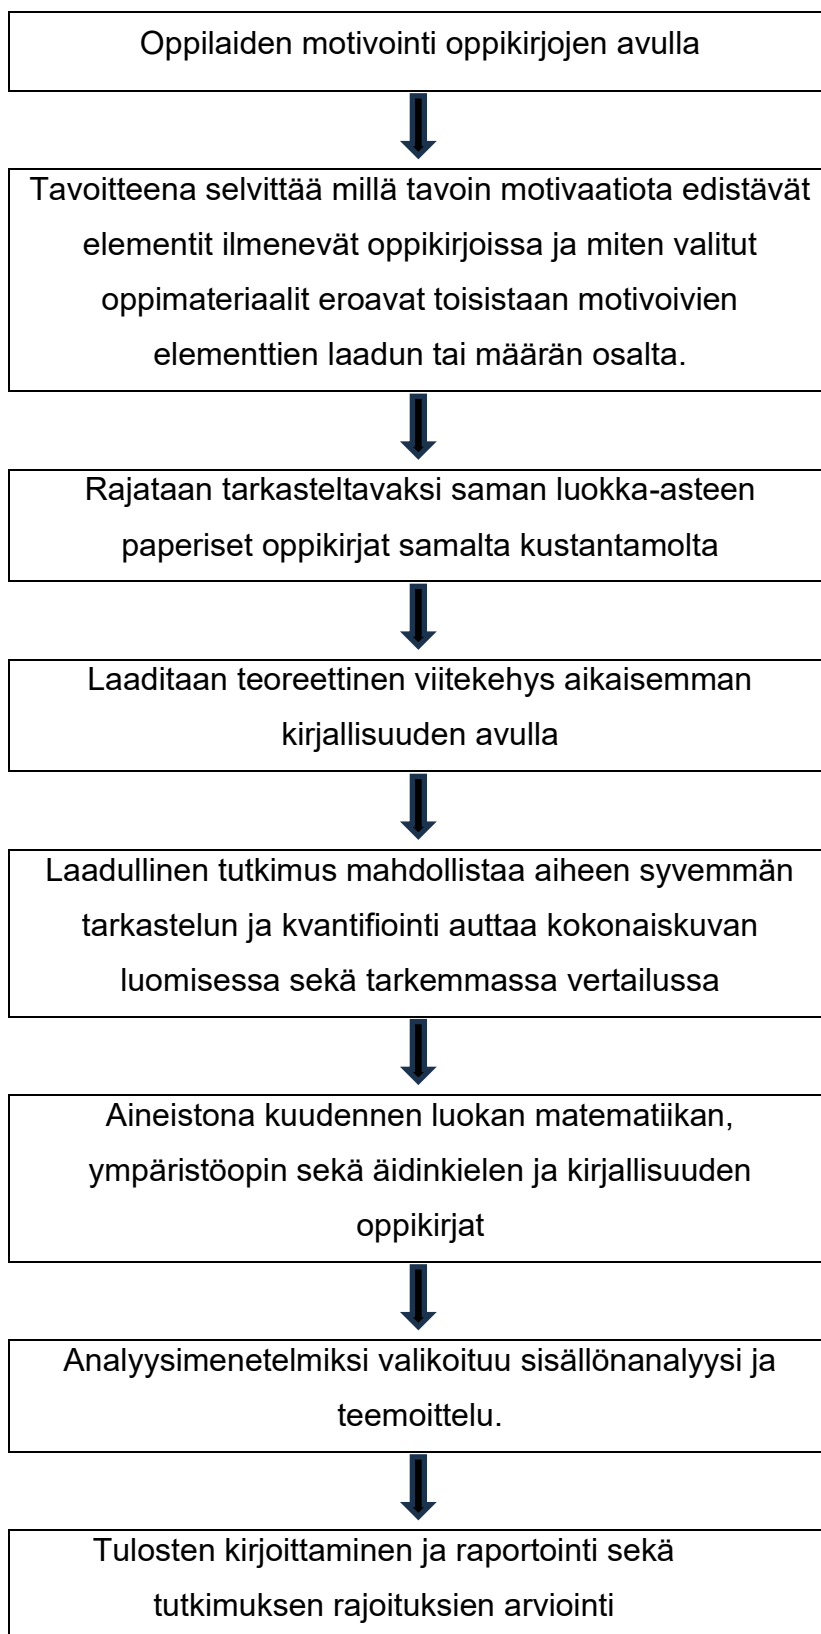 Oppilaiden motivointi oppikirjojen avulla
Tavoitteena selvittää millä tavoin motivaatiota edistävät
elementit ilmenevät oppikirjoissa ja miten valitut
oppimateriaalit eroavat toisistaan motivoivien
elementtien laadun tai määrän osalta.
Rajataan tarkasteltavaksi saman luokka-asteen
paperiset oppikirjat samalta kustantamolta
Laaditaan teoreettinen viitekehys aikaisemman
kirjallisuuden avulla
Laadullinen tutkimus mahdollistaa aiheen syvemmän
tarkastelun ja kvantifiointi auttaa kokonaiskuvan
luomisessa sekä tarkemmassa vertailussa
Aineistona kuudennen luokan matematiikan,
ympäristöopin sekä äidinkielen ja kirjallisuuden
oppikirjat
Analyysimenetelmiksi valikoituu sisällönanalyysi ja
teemoittelu.
Tulosten kirjoittaminen ja raportointi sekä
tutkimuksen rajoituksien arviointi